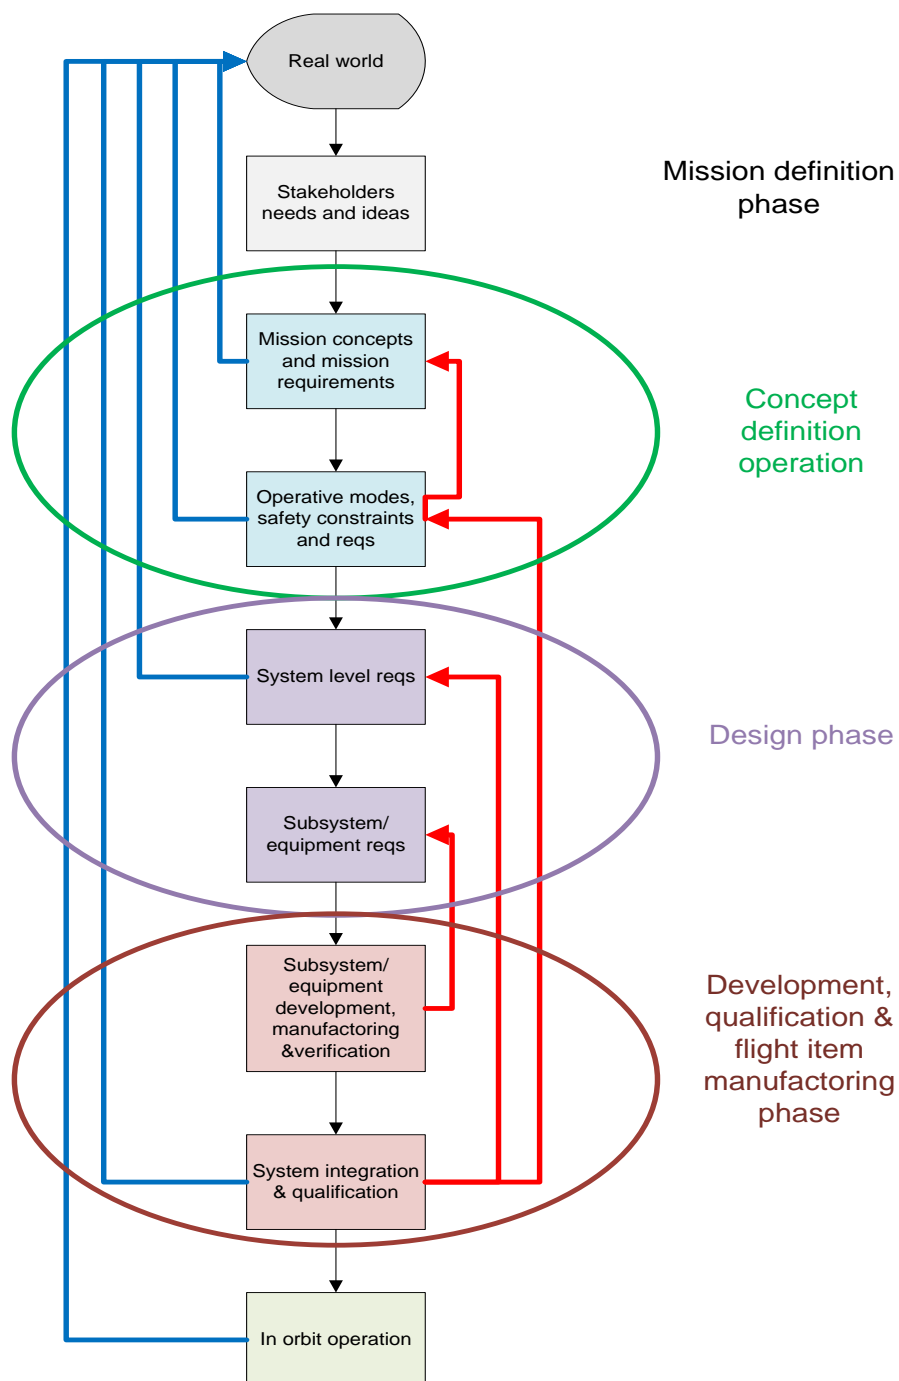 Real world
Stakeholders
needs and ideas
Mission definition
phase
Mission concepts
and mission
requirements
Concept
definition
operation
Operative modes,
safety constraints
and reqs
System level reqs
Design phase
Subsystem/
equipment reqs
Subsystem/
equipment
development,
manufactoring
&verification
Development,
qualification &
flight item
manufactoring
phase
System integration
& qualification
In orbit operation